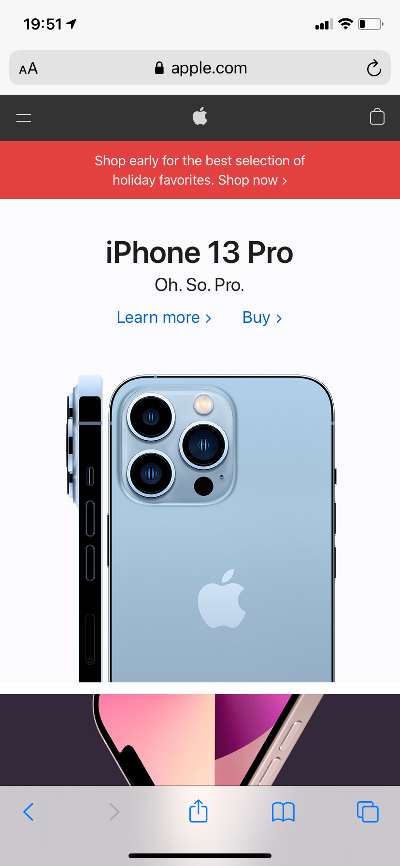 19:51
AA
apple.com
Shop early for the best selection of
holiday favorites. Shop now >
iPhone 13 Pro
Oh. So. Pro.
Learn more > Buy >